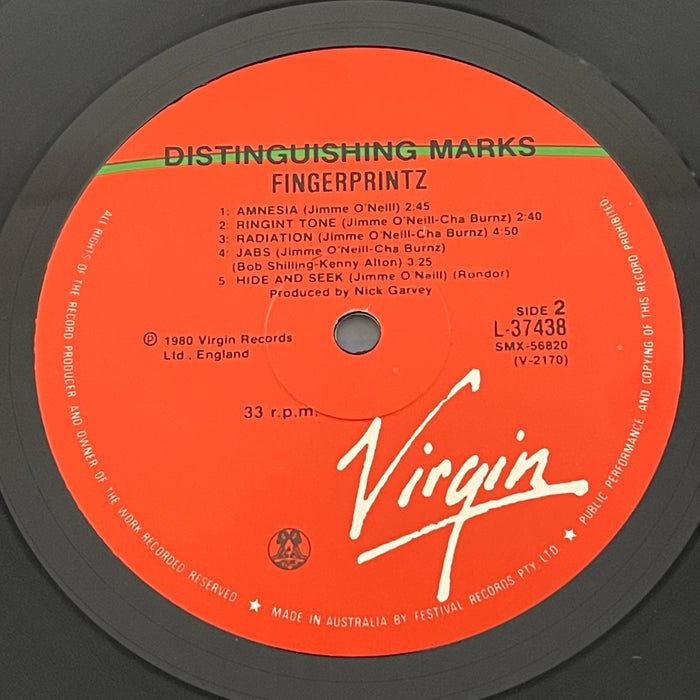 DISTINGUISHING MARKS
FINGERPRINTZ
1: AMNESIA (Jimme O'Neill) 2:45
2: RINGINT TONE (Jimme O'Neill-Cha Burnz) 2:40
3: RADIATION (Jimme O'Neill-Cha Burnz) 4:50
4: JABS (Jimme O'Neill-Cha Burnz)
(Bob Shilling-Kenny Alton) 3:25
5 HIDE AND SEEK (Jimme O'Neill) (Rondor)
Produced by Nick Garvey
SIDE 2
L-37438
SMX-56820
(V-2170)
℗ 1980 Virgin Records
Ltd., England
33 r.p.m.
Virgin
ALL RIGHTS OF THE RECORD PRODUCER AND OWNER OF THE WORK RECORDED RESERVED ★ MADE IN AUSTRALIA BY FESTIVAL RECORDS PTY. LTD. ★ PUBLIC PERFORMANCE AND COPYING OF THIS RECORD PROHIBITED.